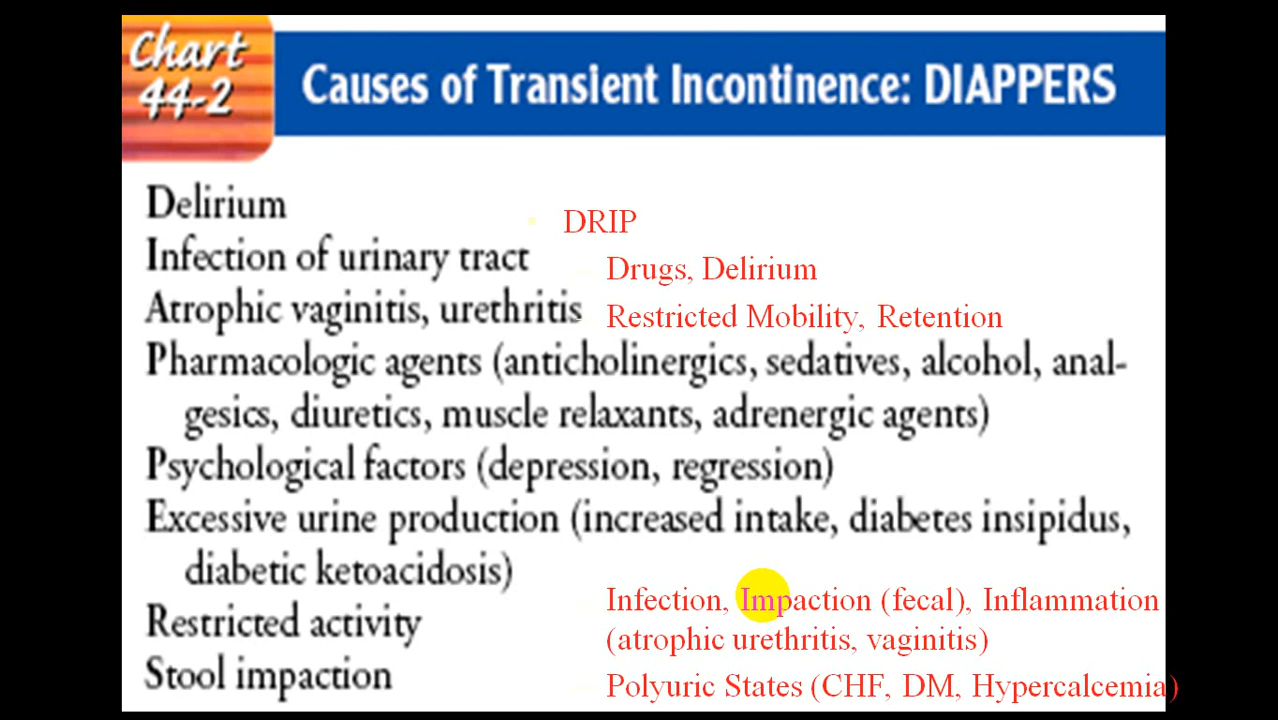 Chart
44-2
Causes of Transient Incontinence: DIAPPERS
Delirium
DRIP
Infection of urinary tract
Drugs, Delirium
Atrophic vaginitis, urethritis
Restricted Mobility, Retention
Pharmacologic agents (anticholinergics, sedatives, alcohol, anal-
gesics, diuretics, muscle relaxants, adrenergic agents)
Psychological factors (depression, regression)
Excessive urine production (increased intake, diabetes insipidus,
diabetic ketoacidosis)
Infection, Impaction (fecal), Inflammation
Restricted activity
(atrophic urethritis, vaginitis)
Stool impaction
Polyuric States (CHF, DM, Hypercalcemia)